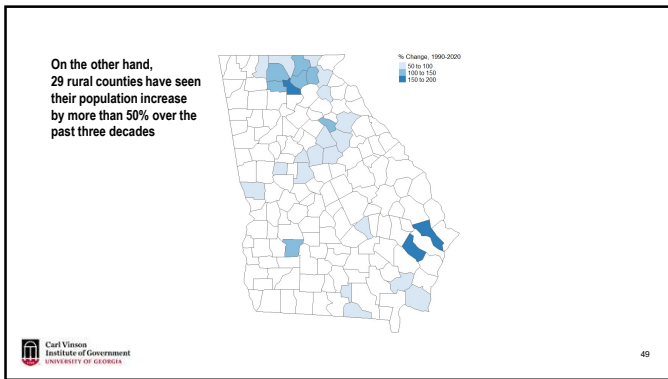 On the other hand,
29 rural counties have seen
their population increase
by more than 50% over the
past three decades
% Change, 1990-2020
50 to 100
100 to 150
150 to 200
Carl Vinson
Institute of Government
UNIVERSITY OF GEORGIA
49